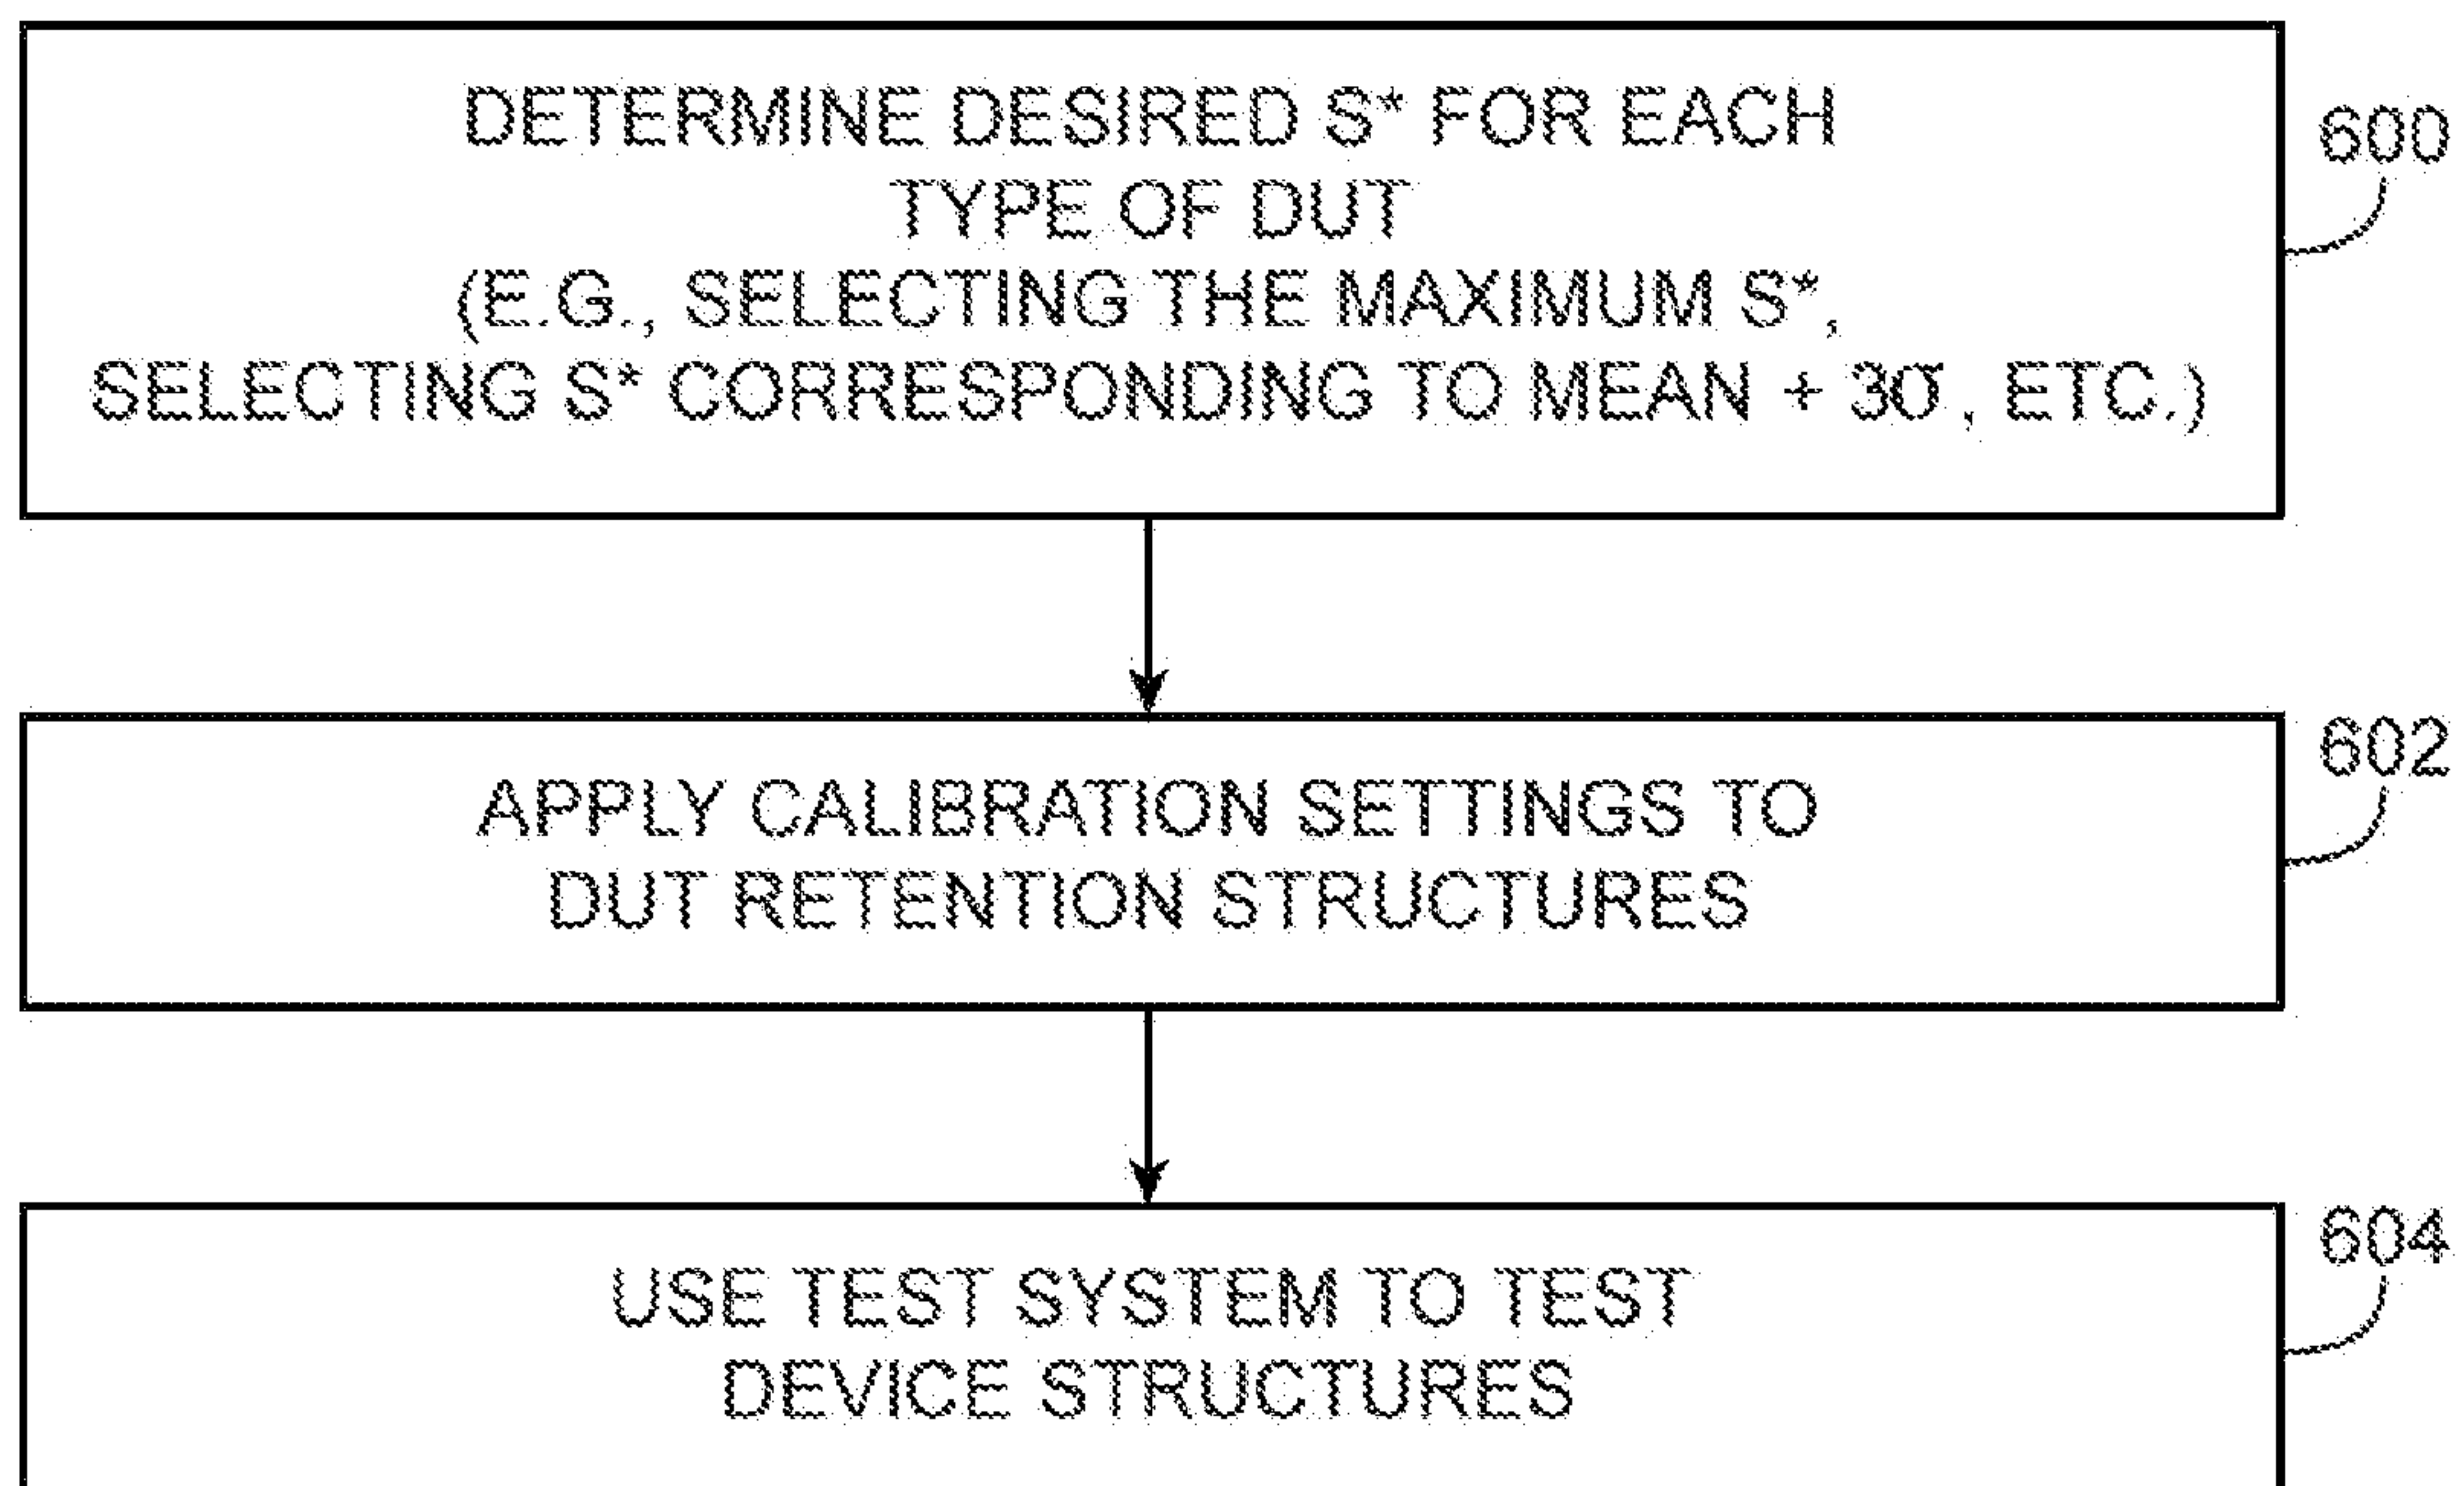 DETERMINE DESIRED S* FOR EACH
TYPE OF DUT
(E.G., SELECTING THE MAXIMUM S*,
SELECTING S* CORRESPONDING TO MEAN + 3σ, ETC.)
600
APPLY CALIBRATION SETTINGS TO
DUT RETENTION STRUCTURES
602
USE TEST SYSTEM TO TEST
DEVICE STRUCTURES
604